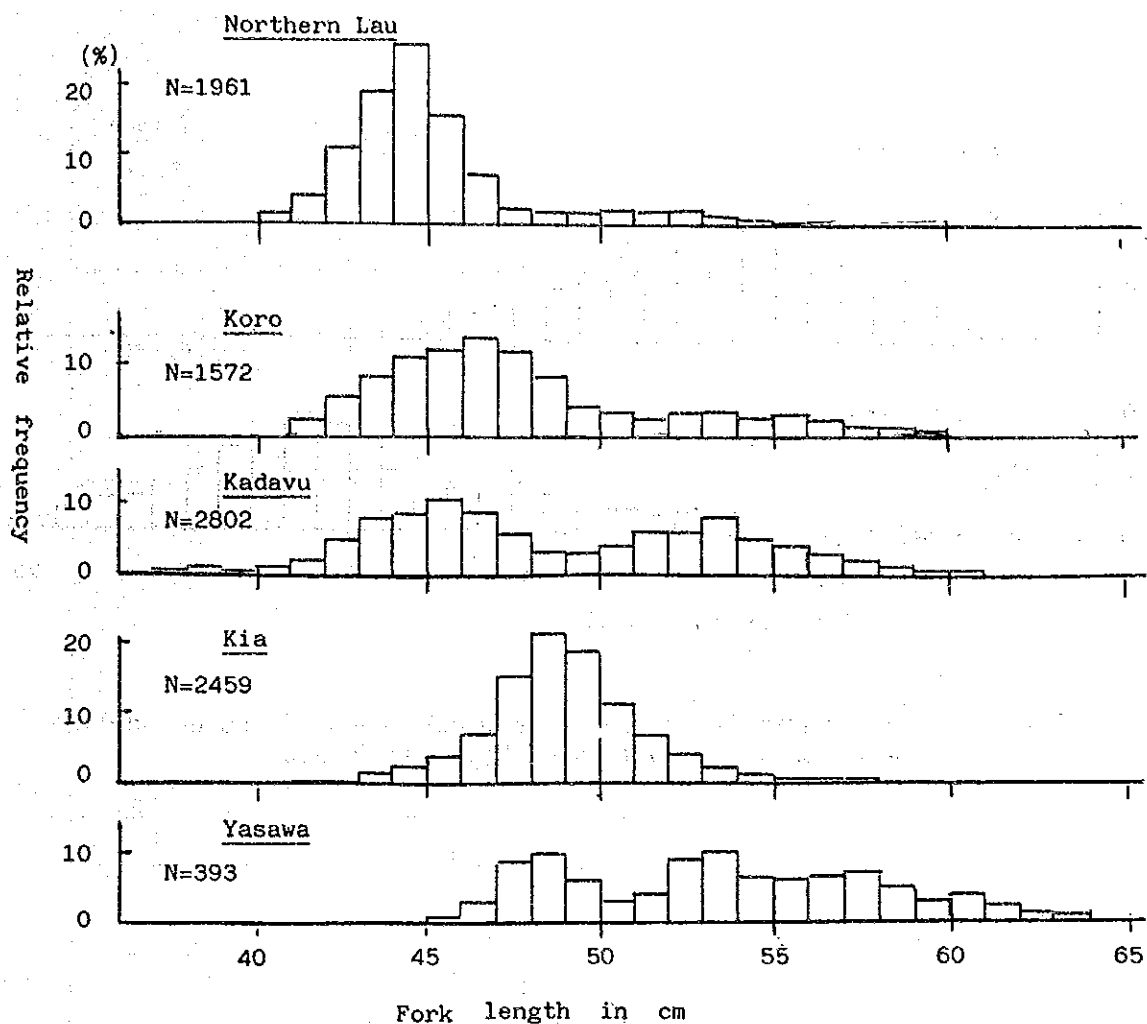 Northern Lau
(%)
N=1961
20
10
0
Koro
N=1572
10
0
Kadavu
N=2802
10
0
Kia
N=2459
20
10
0
Yasawa
N=393
10
0
40 45 50 55 60 65
Relative frequency
Fork length in cm